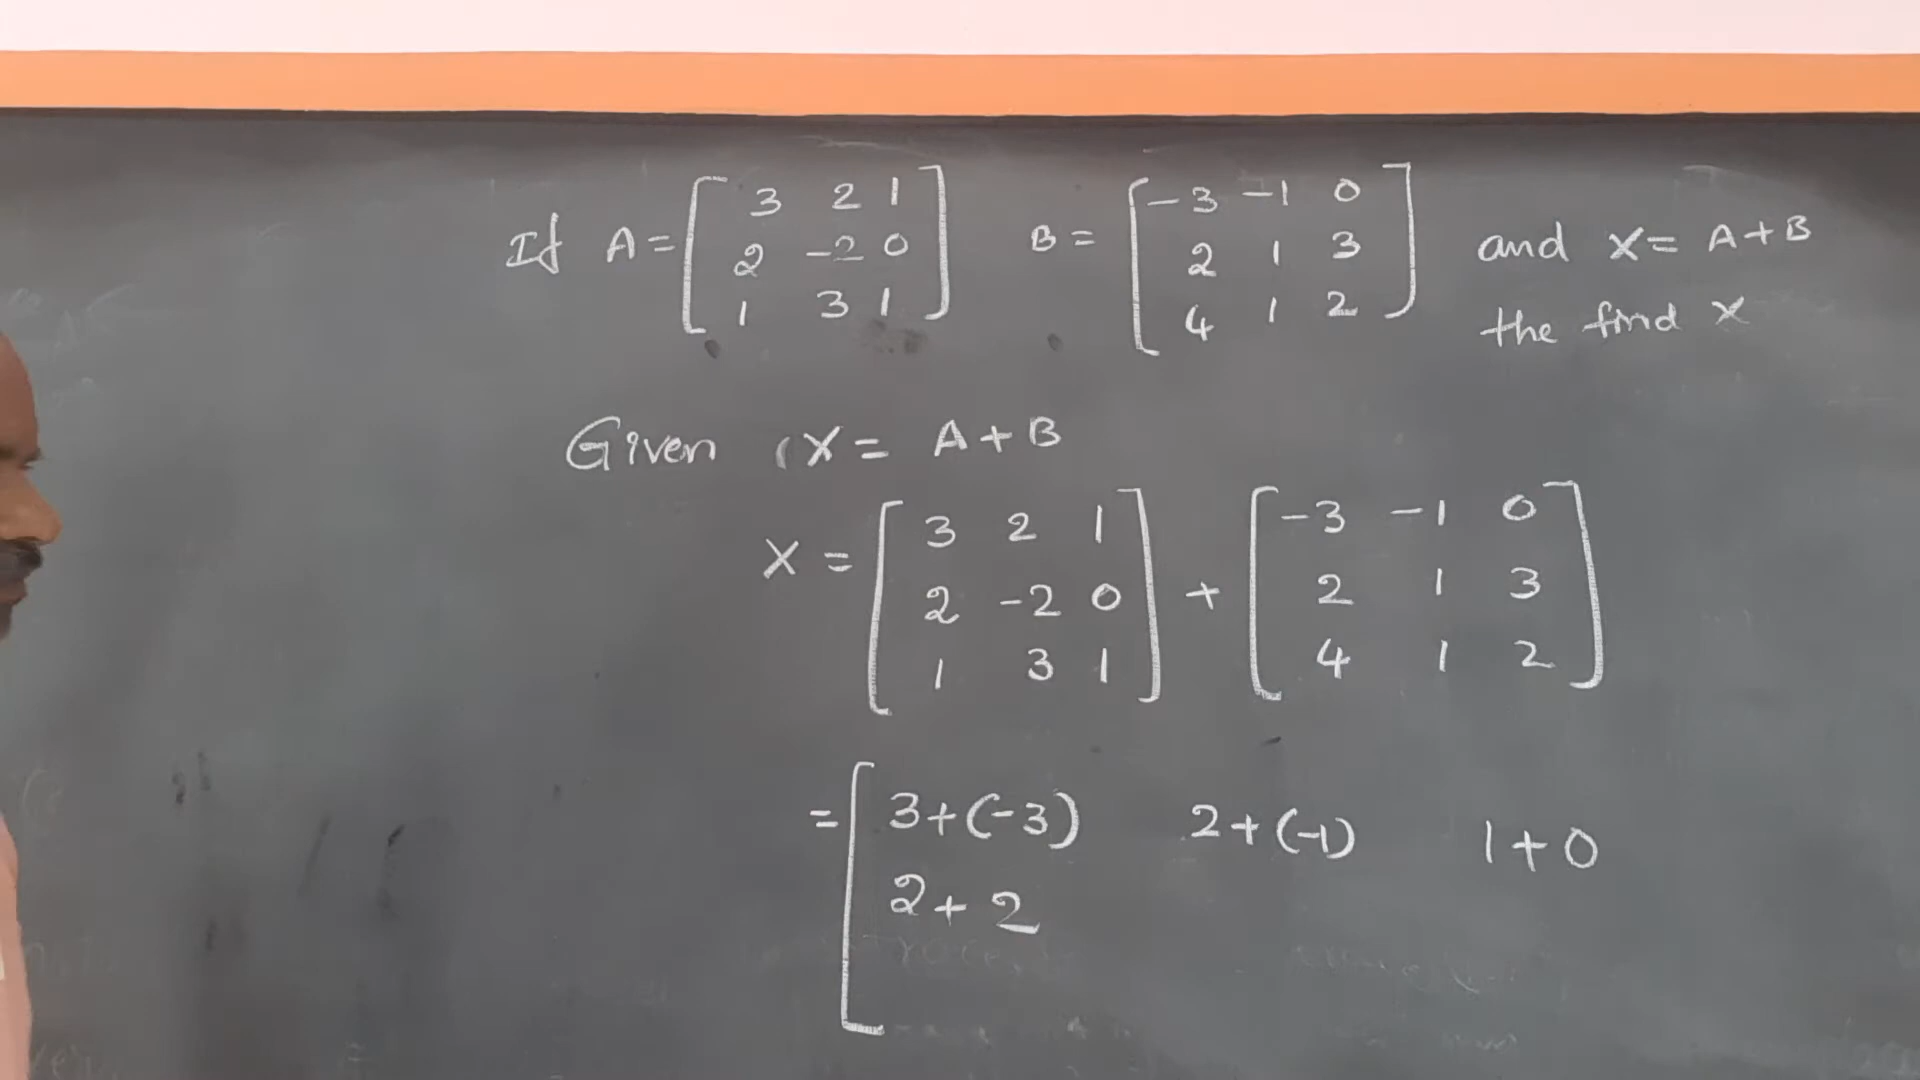 If A = [ 3 2 1 B = [ -3 -1 0
2 -2 0 2 1 3 and X = A + B
1 3 1 ] 4 1 2 ] the find X
Given X = A + B
X = [ 3 2 1 + [ -3 -1 0
2 -2 0 2 1 3
1 3 1 ] 4 1 2 ]
= [ 3+(-3) 2+(-1) 1+0
2+2